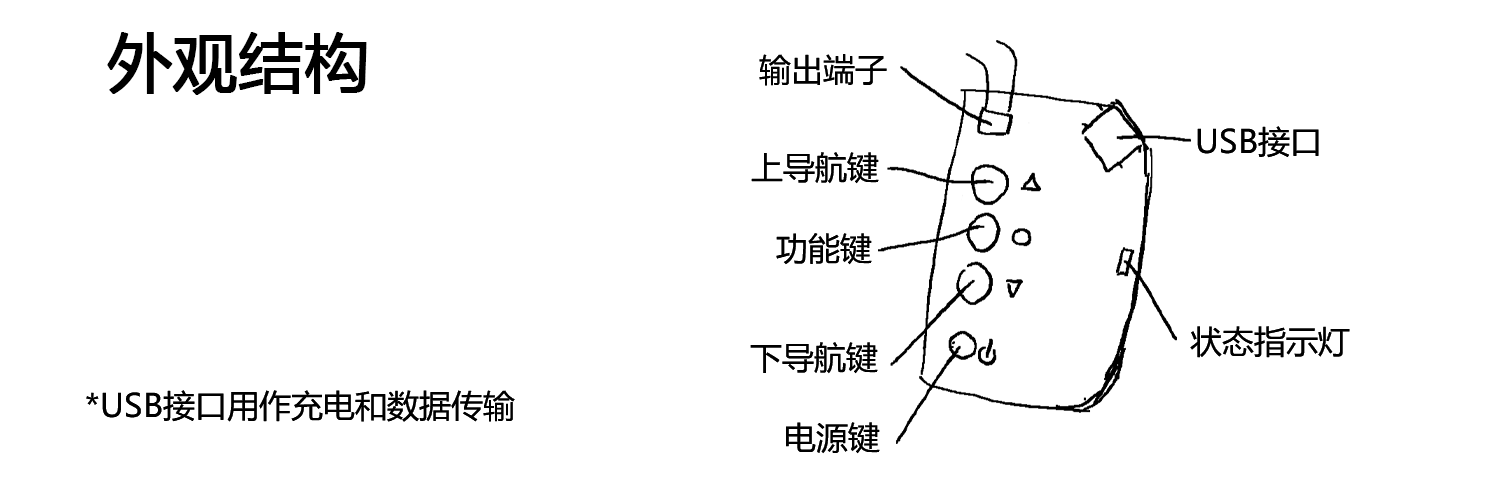 外观结构
输出端子
USB接口
上导航键
功能键
下导航键
状态指示灯
*USB接口用作充电和数据传输
电源键